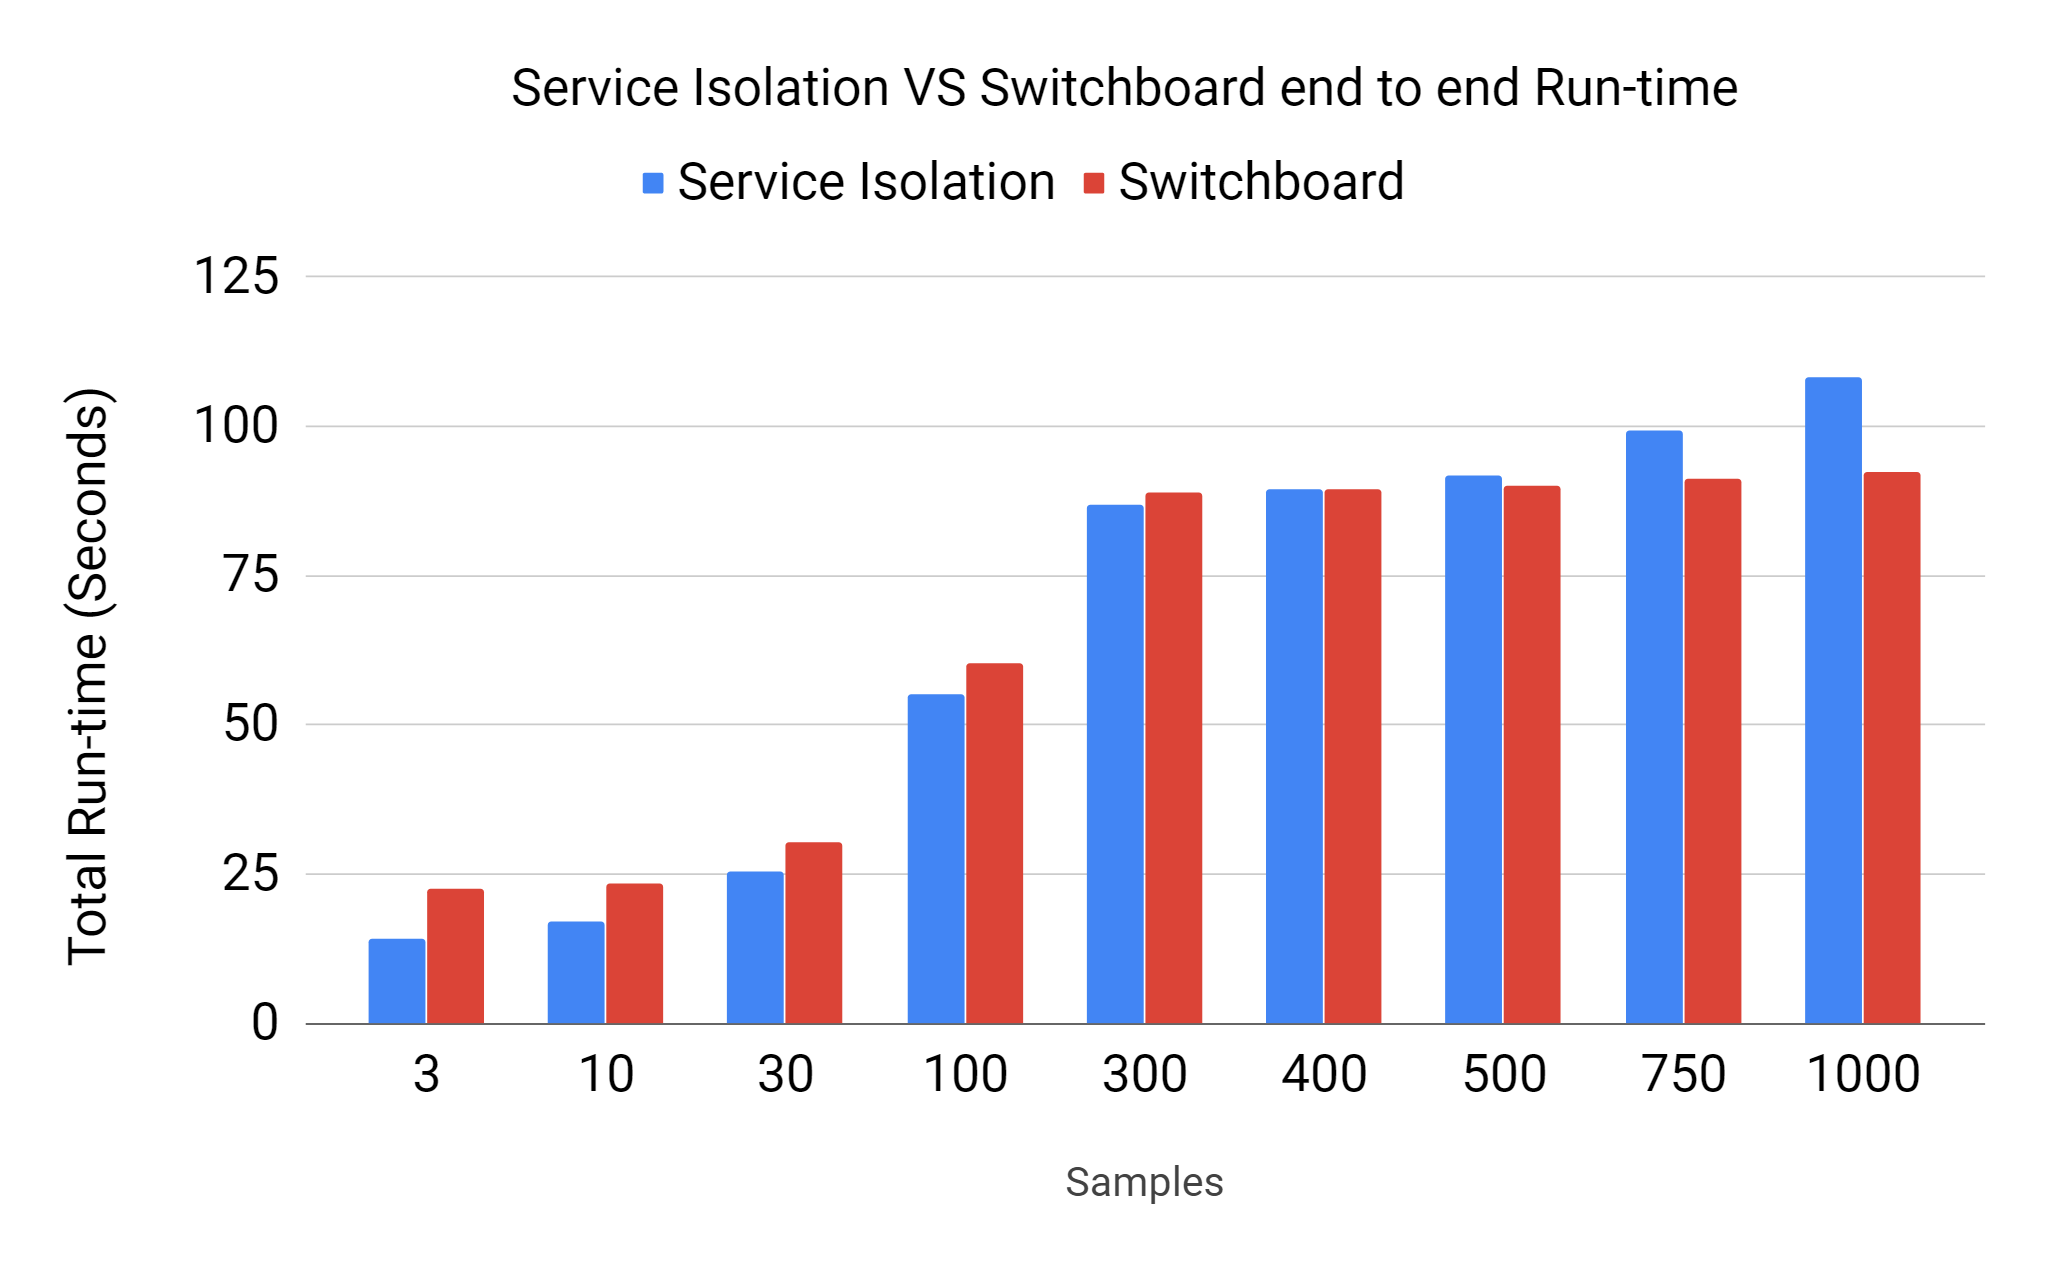 Service Isolation VS Switchboard end to end Run-time
Service Isolation Switchboard
Total Run-time (Seconds)
125
100
75
50
25
0
3 10 30 100 300 400 500 750 1000
Samples